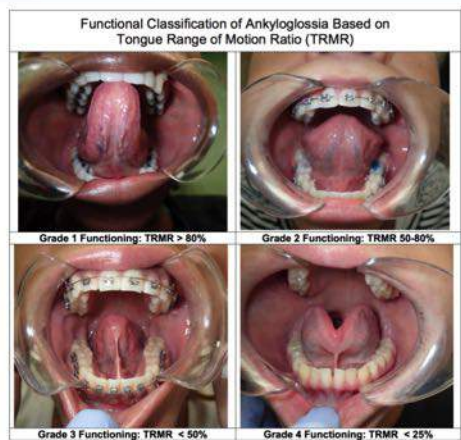 Functional Classification of Ankyloglossia Based on
Tongue Range of Motion Ratio (TRMR)
Grade 1 Functioning: TRMR > 80%
Grade 2 Functioning: TRMR 50-80%
Grade 3 Functioning: TRMR < 50%
Grade 4 Functioning: TRMR < 25%